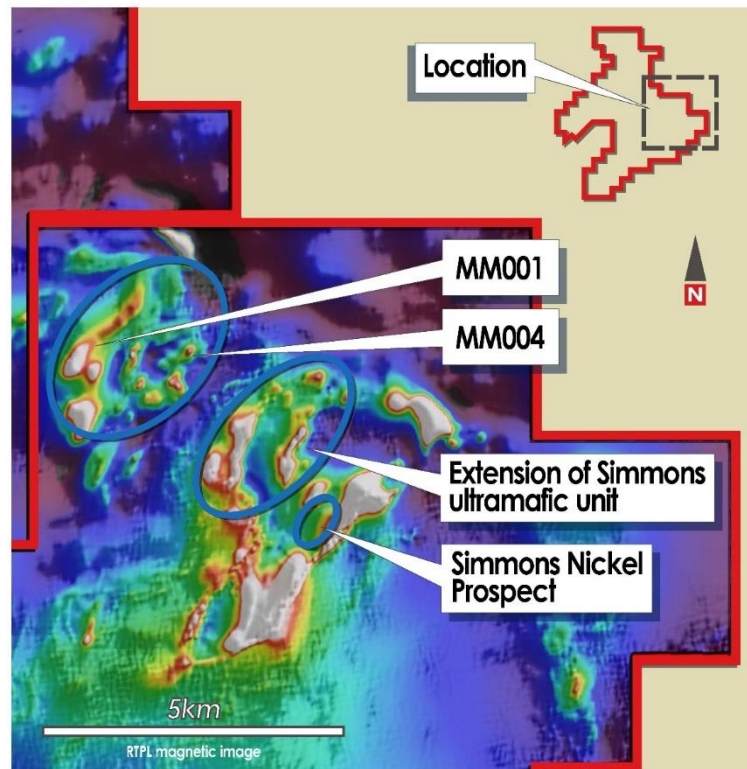 Location
N
MM001
MM004
Extension of Simmons
ultramafic unit
Simmons Nickel
Prospect
5km
RTPL magnetic image